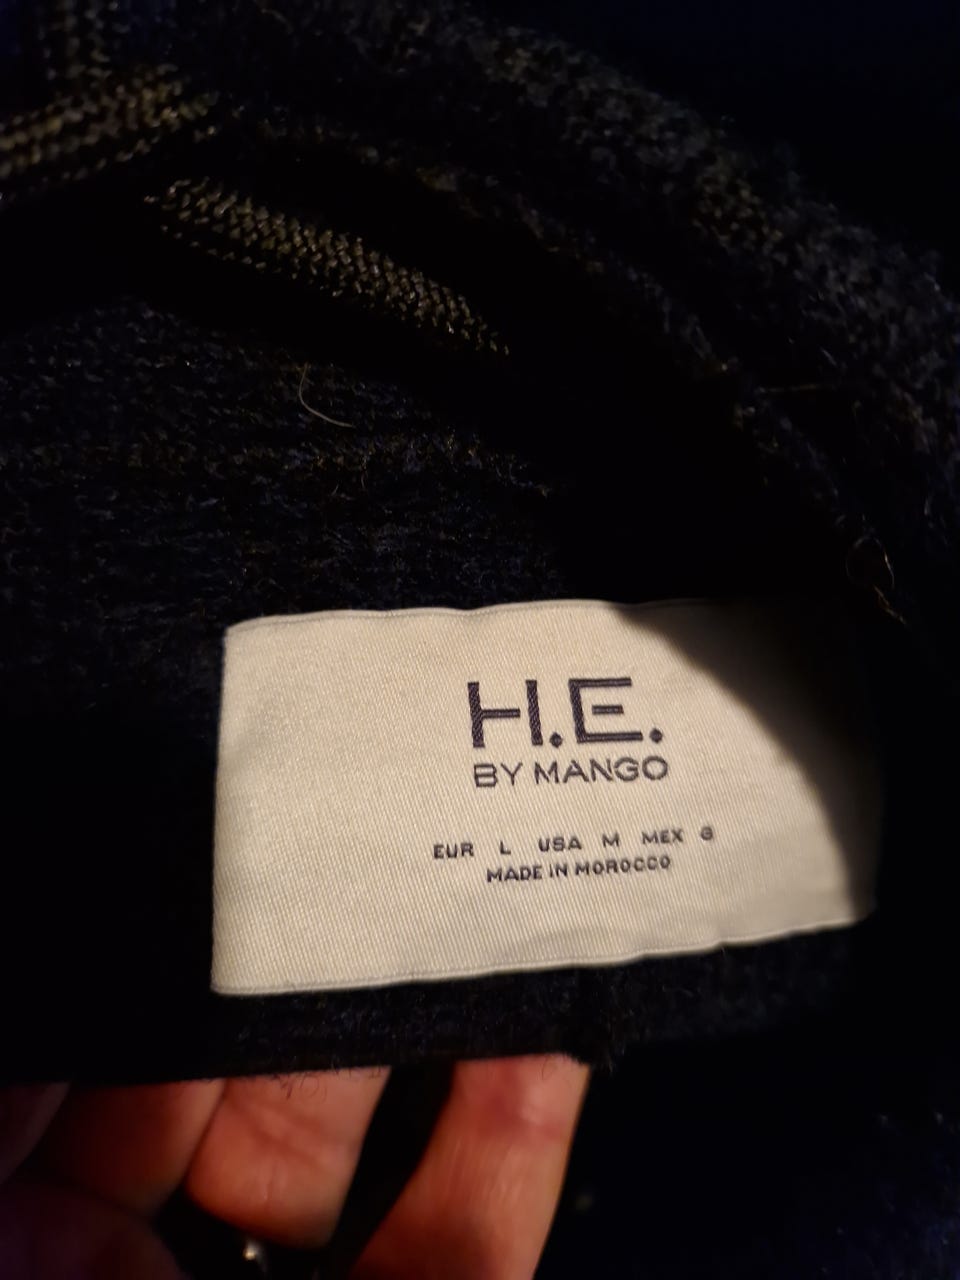 H.E.
BY MANGO
EUR L USA M MEX G
MADE IN MOROCCO